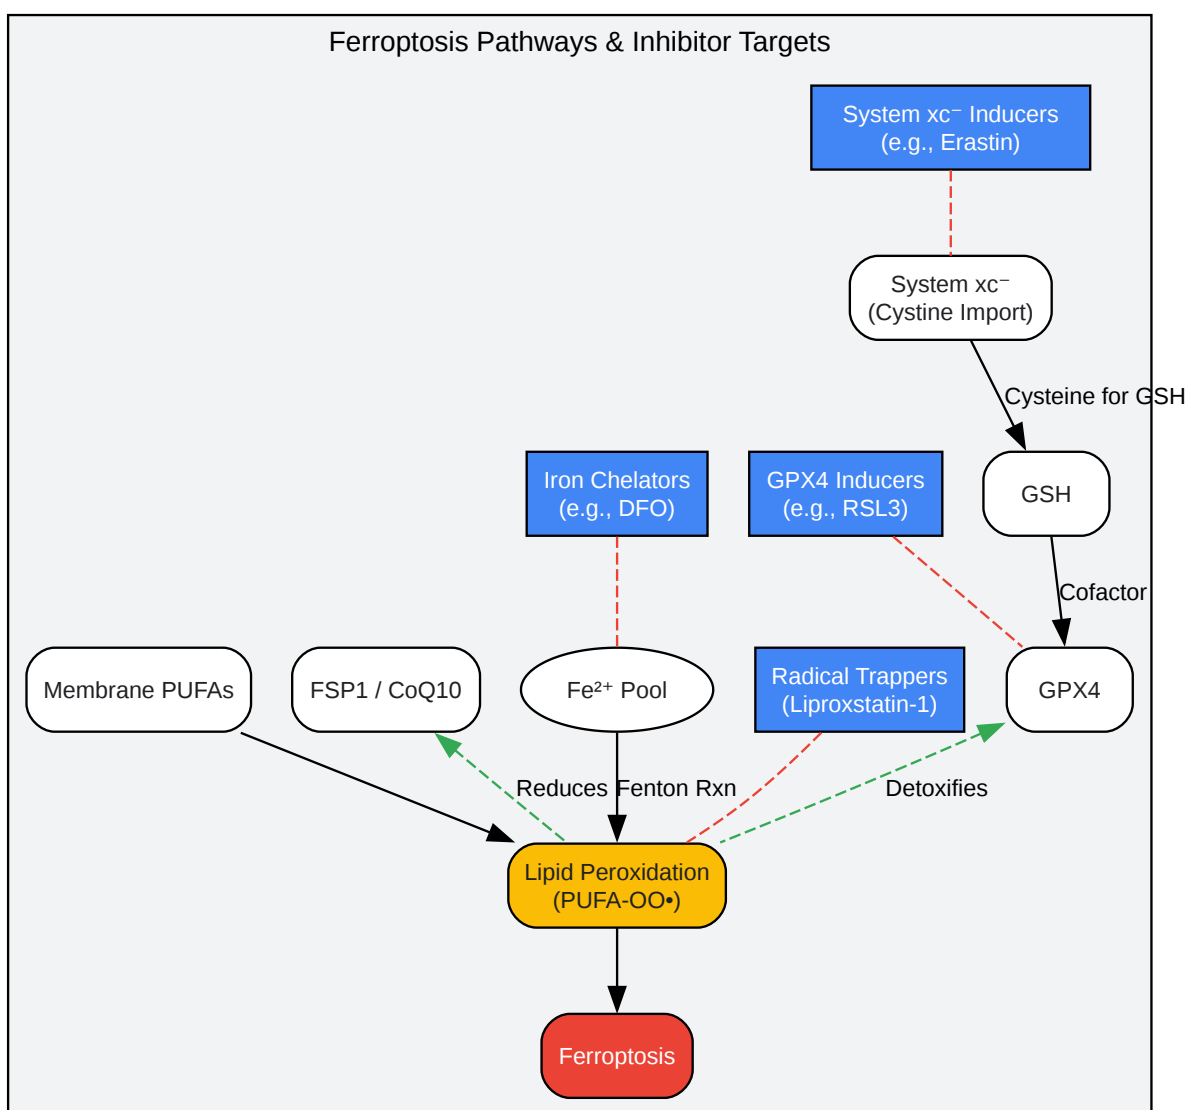 Ferroptosis Pathways & Inhibitor Targets
System xc⁻ Inducers
(e.g., Erastin)
System xc⁻
(Cystine Import)
Cysteine for GSH
Iron Chelators
(e.g., DFO)
GPX4 Inducers
(e.g., RSL3)
GSH
Cofactor
Membrane PUFAs
FSP1 / CoQ10
Fe²⁺ Pool
Radical Trappers
(Liproxstatin-1)
GPX4
Reduces
Fenton Rxn
Detoxifies
Lipid Peroxidation
(PUFA-OO•)
Ferroptosis